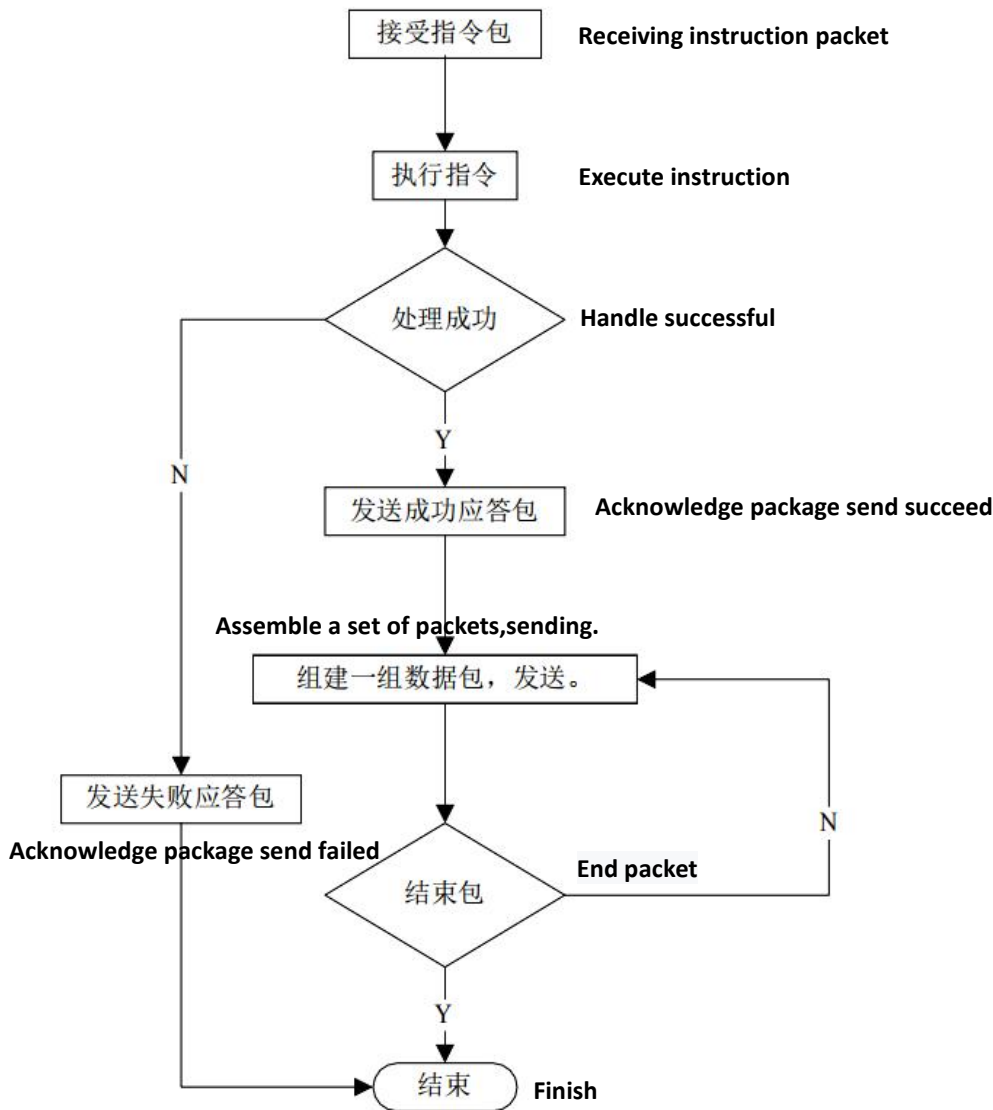 接受指令包
Receiving instruction packet
执行指令
Execute instruction
处理成功
Handle successful
Y
N
发送成功应答包
Acknowledge package send succeed
Assemble a set of packets,sending.
组建一组数据包，发送。
发送失败应答包
N
Acknowledge package send failed
End packet
结束包
Y
结束
Finish